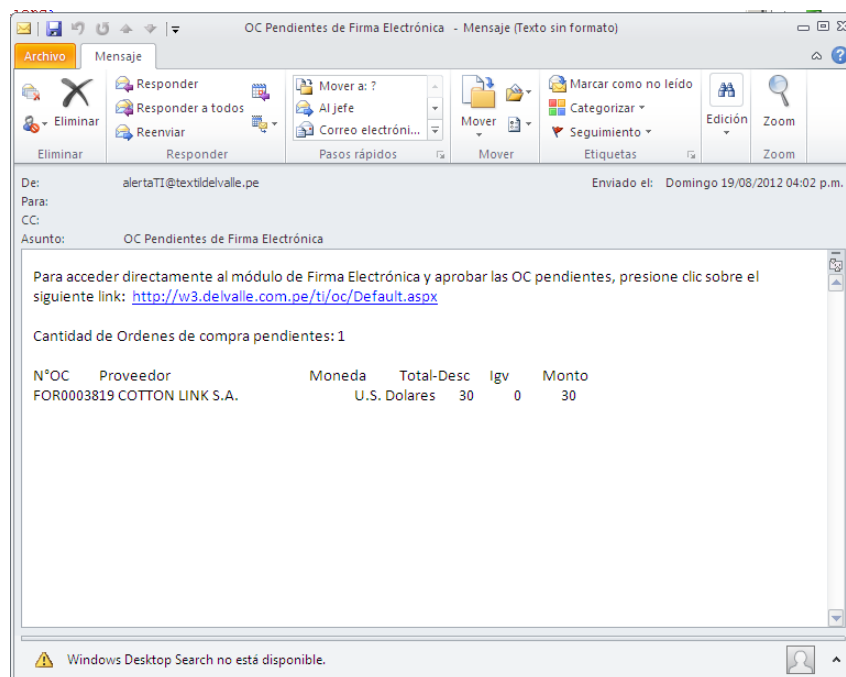 OC Pendientes de Firma Electrónica - Mensaje (Texto sin formato)
Archivo Mensaje
Eliminar
Responder
Responder a todos
Reenviar
Mover a: ?
Al jefe
Correo electróni...
Mover
Marcar como no leído
Categorizar
Seguimiento
Edición
Zoom
Eliminar Responder Pasos rápidos Mover Etiquetas Zoom
De: alertaTI@textildelvalle.pe Enviado el: Domingo 19/08/2012 04:02 p.m.
Para:
CC:
Asunto: OC Pendientes de Firma Electrónica
Para acceder directamente al módulo de Firma Electrónica y aprobar las OC pendientes, presione clic sobre el
siguiente link: http://w3.delvalle.com.pe/ti/oc/Default.aspx
Cantidad de Ordenes de compra pendientes: 1
N°OC Proveedor Moneda Total-Desc Igv Monto
FOR0003819 COTTON LINK S.A. U.S. Dolares 30 0 30
Windows Desktop Search no está disponible.